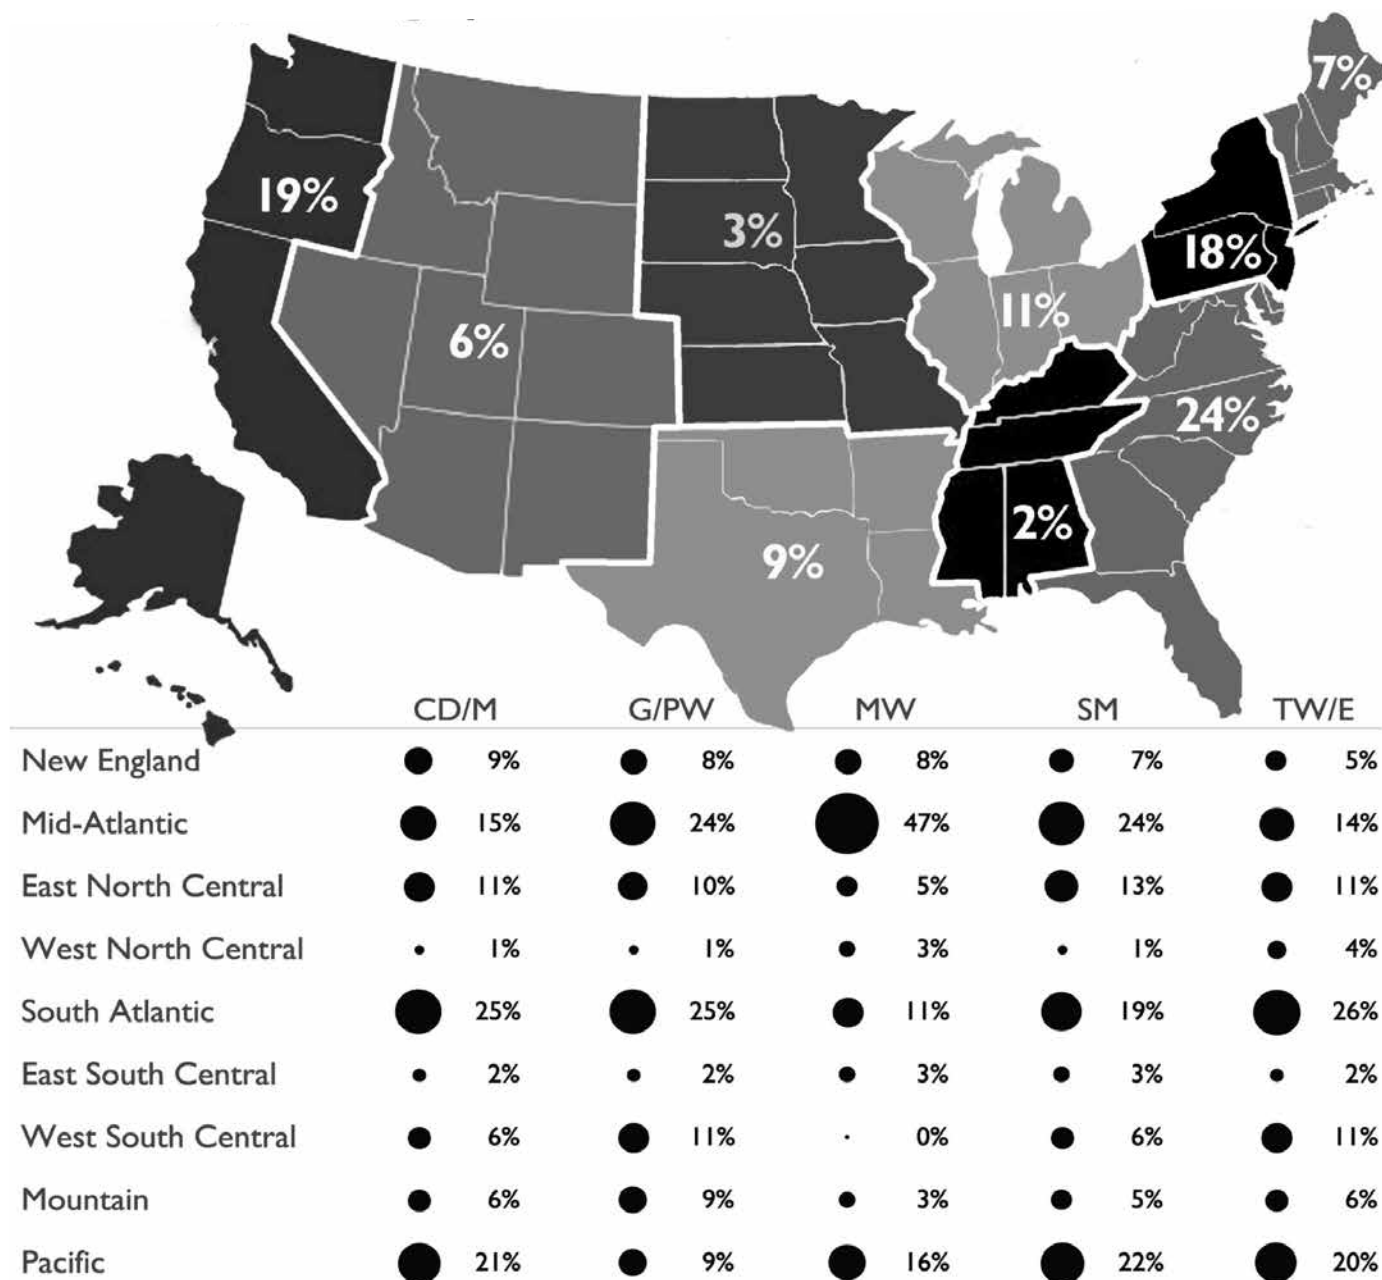 7%
19%
3%
18%
11%
6%
24%
2%
9%
CD/M G/PW MW SM TW/E
New England 9% 8% 8% 7% 5%
Mid-Atlantic 15% 24% 47% 24% 14%
East North Central 11% 10% 5% 13% 11%
West North Central 1% 1% 3% 1% 4%
South Atlantic 25% 25% 11% 19% 26%
East South Central 2% 2% 3% 3% 2%
West South Central 6% 11% 0% 6% 11%
Mountain 6% 9% 3% 5% 6%
Pacific 21% 9% 16% 22% 20%